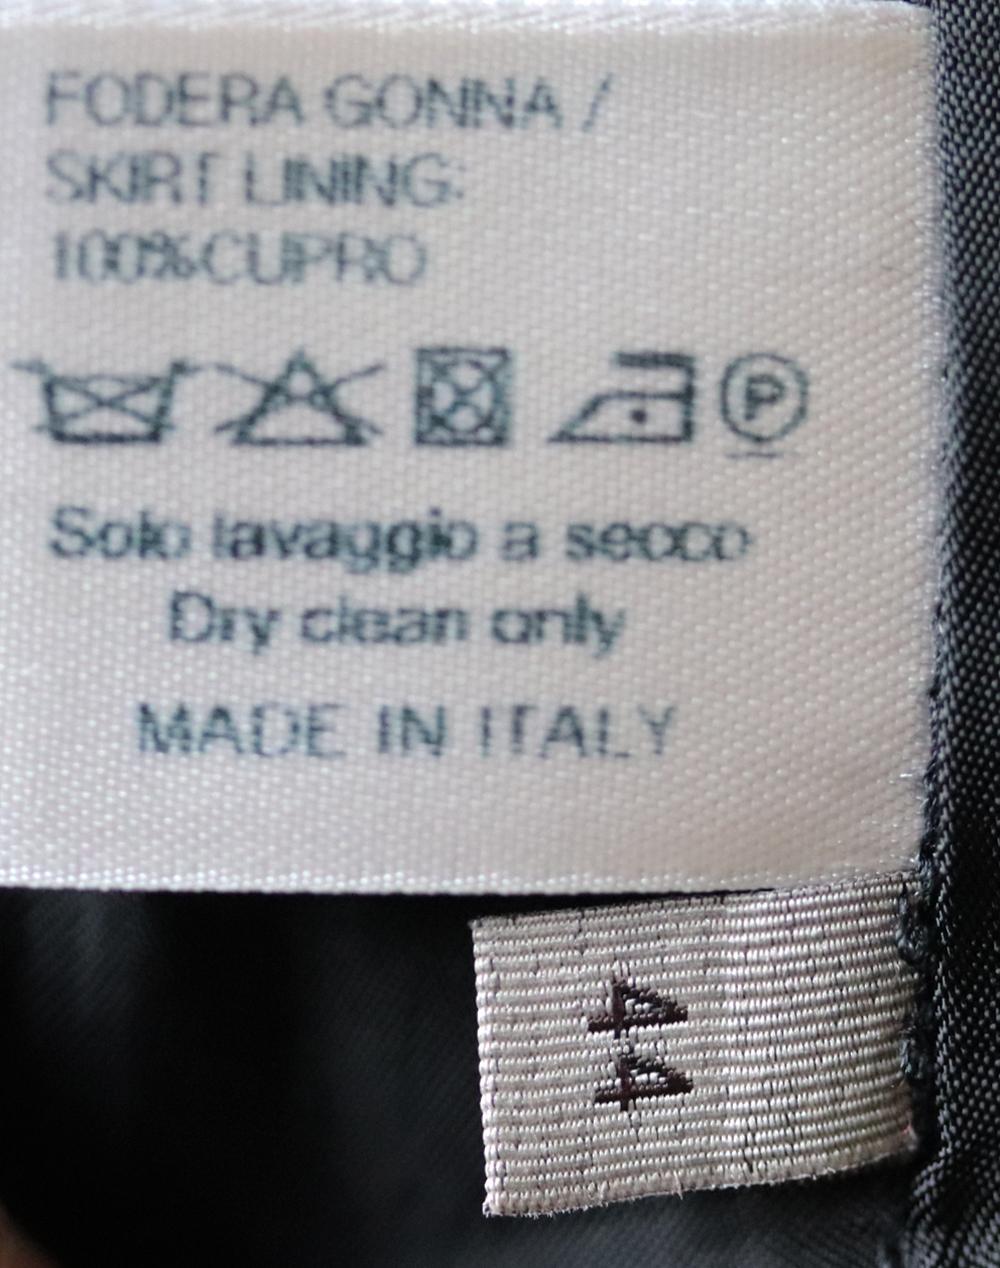 FODERA GONNA /
SKIRT LINING:
100%CUPRO
P
Solo lavaggio a secco
Dry clean only
MADE IN ITALY
44